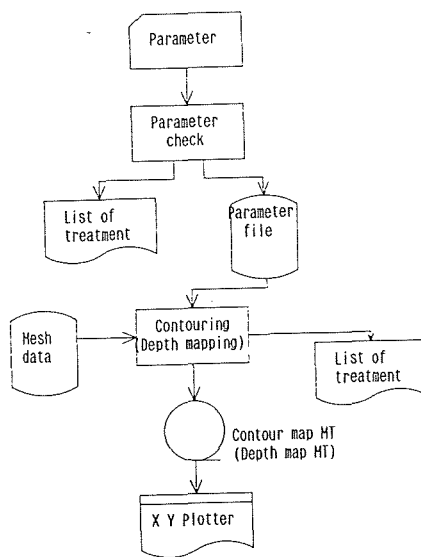 Parameter
Parameter
check
List of
treatment
Parameter
file
Mesh
data
Contouring
(Depth mapping)
List of
treatment
Contour map MT
(Depth map MT)
X Y Plotter